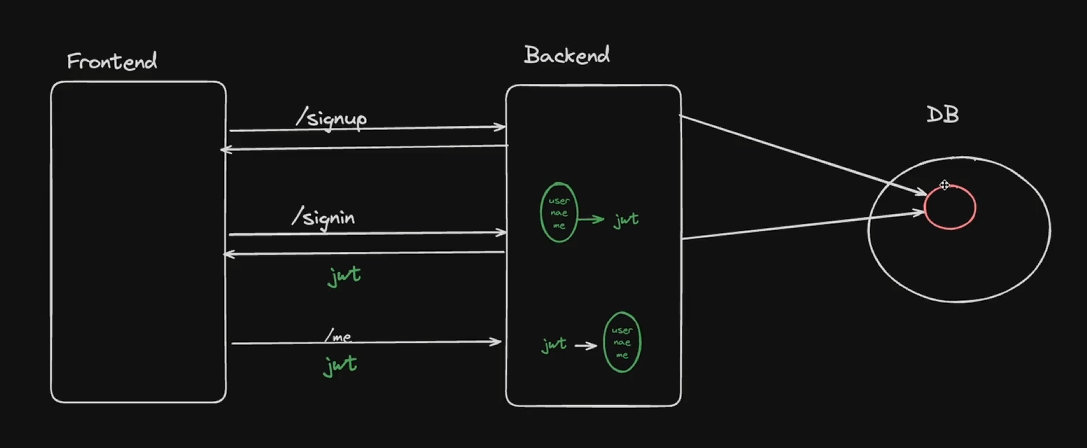 Frontend
Backend
DB
/signup
/signin
jwt
/me
jwt
user
nae
me
jwt
jwt
user
nae
me